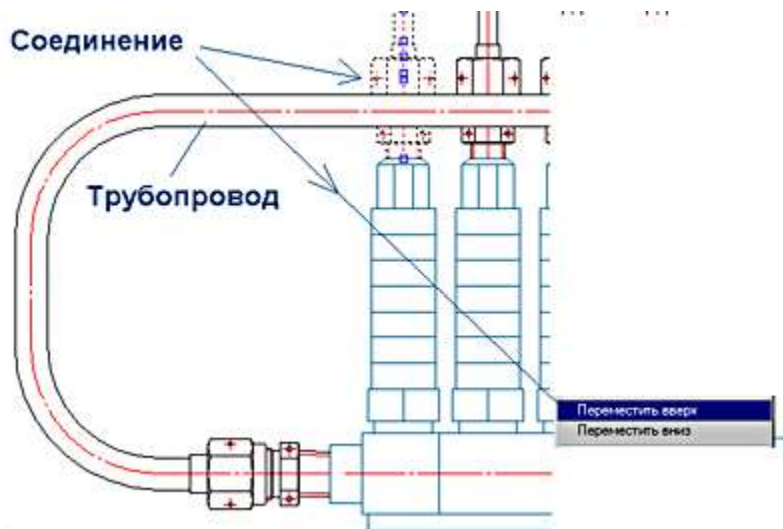 Соединение
Трубопровод
Переместить вверх
Переместить вниз